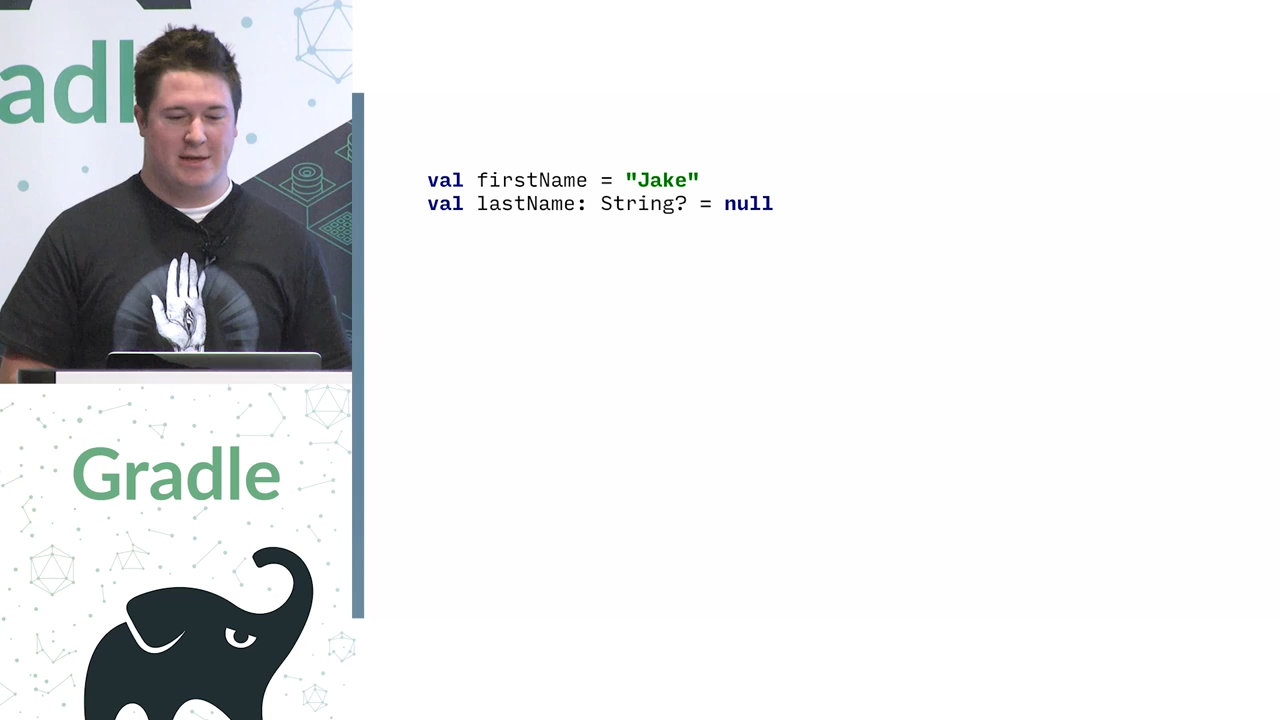 adl
val firstName = "Jake"
val lastName: String? = null
Gradle